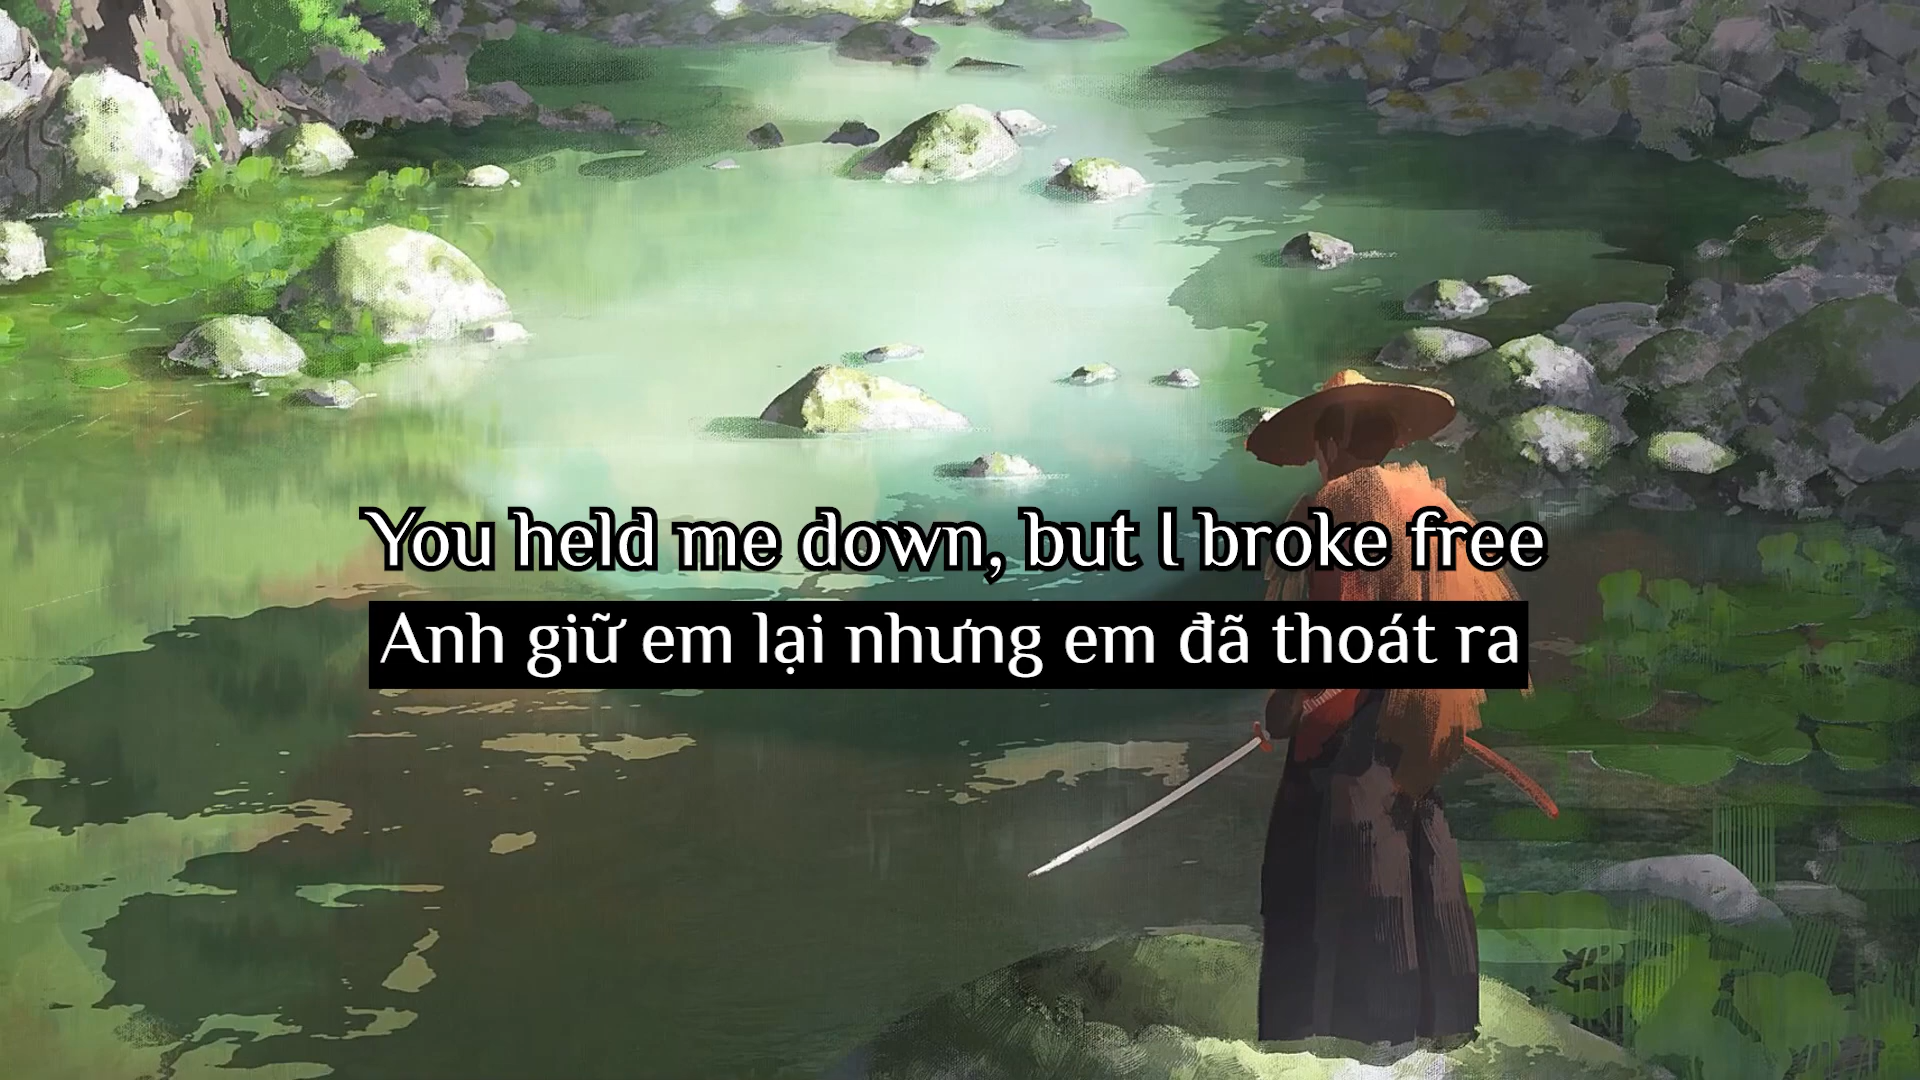 You held me down, but I broke free
Anh giữ em lại nhưng em đã thoát ra